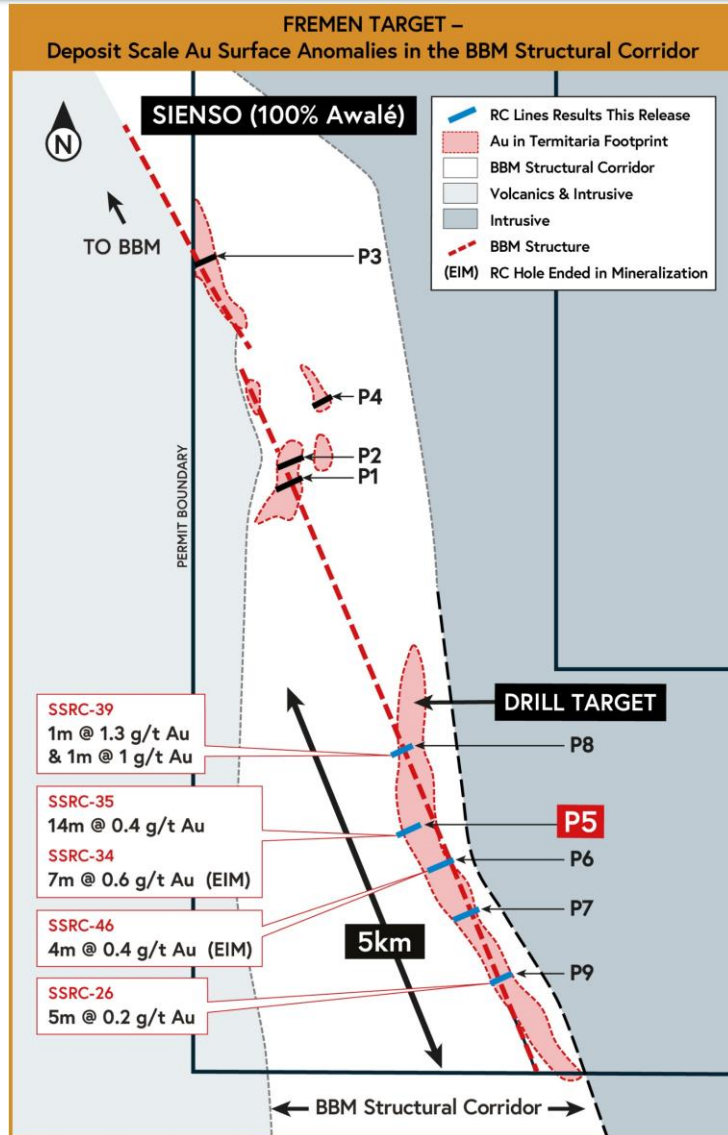 FREMEN TARGET –
Deposit Scale Au Surface Anomalies in the BBM Structural Corridor
SIENSO (100% Awalé)
N
TO BBM
RC Lines Results This Release
Au in Termitaria Footprint
BBM Structural Corridor
Volcanics & Intrusive
Intrusive
BBM Structure
(EIM) RC Hole Ended in Mineralization
P3
P4
P2
P1
PERMIT BOUNDARY
DRILL TARGET
SSRC-39
1m @ 1.3 g/t Au
& 1m @ 1 g/t Au
P8
SSRC-35
14m @ 0.4 g/t Au
SSRC-34
7m @ 0.6 g/t Au (EIM)
P5
P6
SSRC-46
4m @ 0.4 g/t Au (EIM)
P7
5km
SSRC-26
5m @ 0.2 g/t Au
P9
BBM Structural Corridor